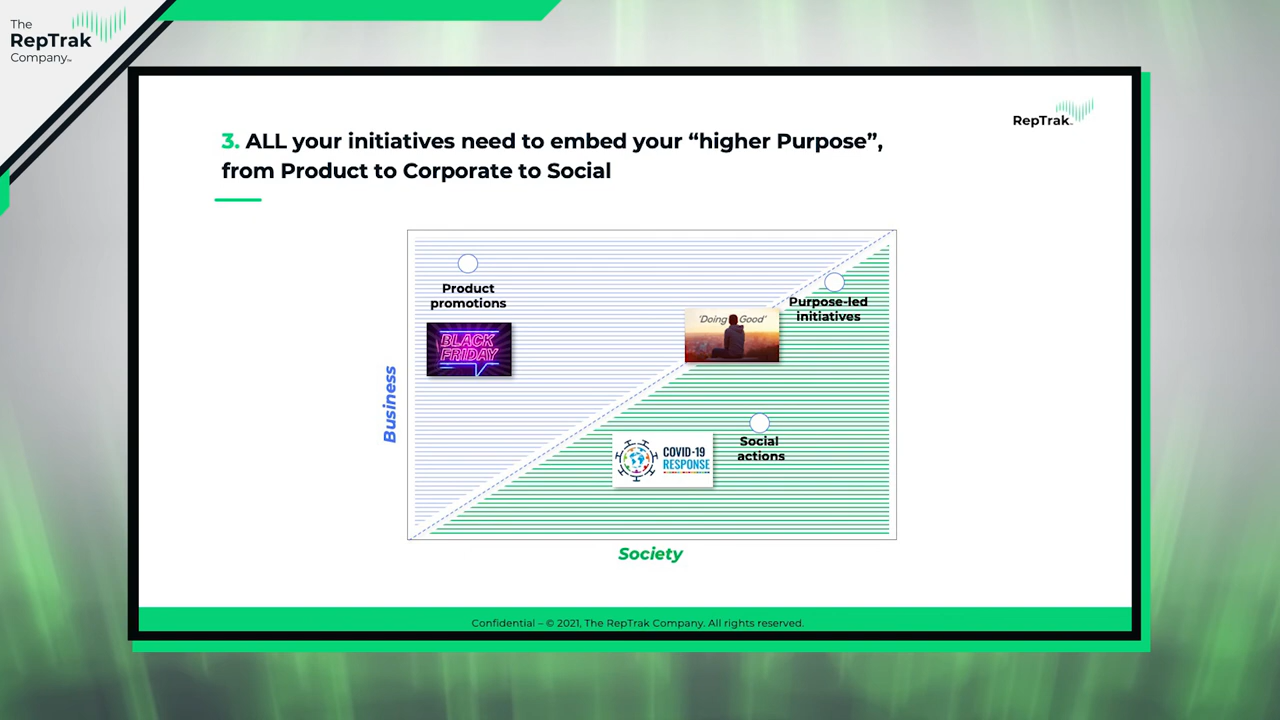 The
RepTrak
Company™
RepTrak™
3. ALL your initiatives need to embed your “higher Purpose”,
from Product to Corporate to Social
Product
promotions
BLACK
FRIDAY
'Doing Good'
Purpose-led
initiatives
Business
Social
actions
COVID-19
RESPONSE
Society
Confidential – © 2021, The RepTrak Company. All rights reserved.